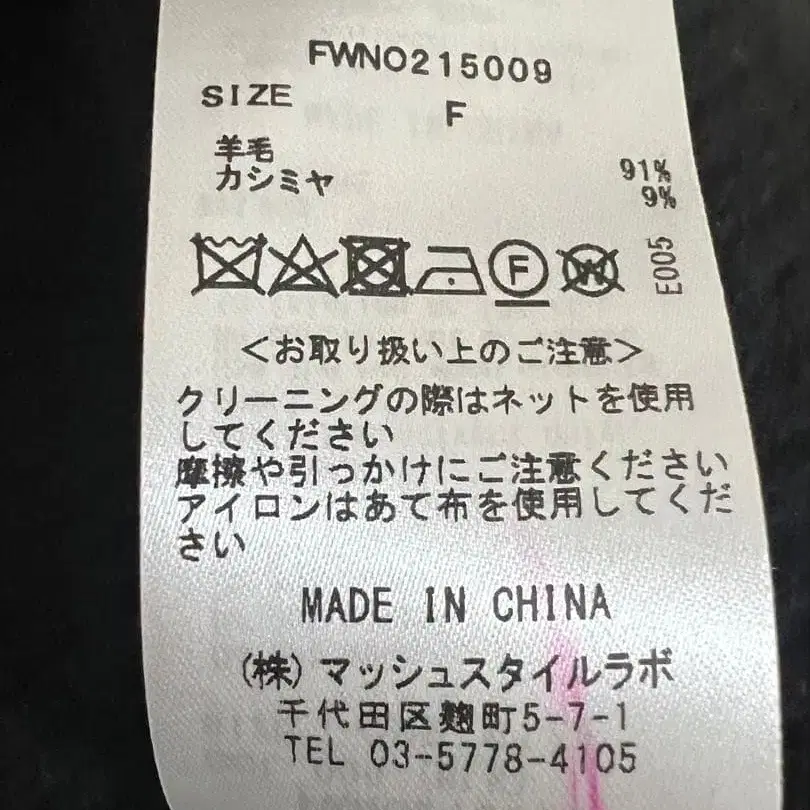 FWNO215009
SIZE F
羊毛 91%
カシミヤ 9%
F W E005
<お取り扱い上のご注意>
クリーニングの際はネットを使用
してください
摩擦や引っかけにご注意ください
アイロンはあて布を使用してくだ
さい
MADE IN CHINA
(株)マッシュスタイルラボ
千代田区麹町5-7-1
TEL 03-5778-4105